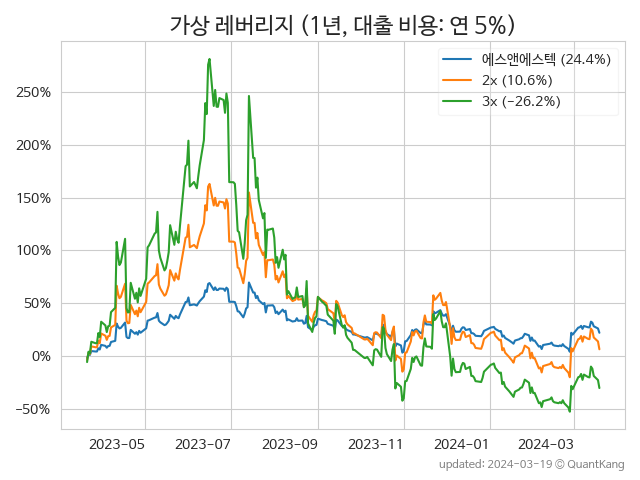 가상 레버리지 (1년, 대출 비용: 연 5%)
에스앤에스텍 (24.4%)
2x (10.6%)
3x (−26.2%)
250%
200%
150%
100%
50%
0%
−50%
2023-05 2023-07 2023-09 2023-11 2024-01 2024-03
updated: 2024-03-19 © QuantKang